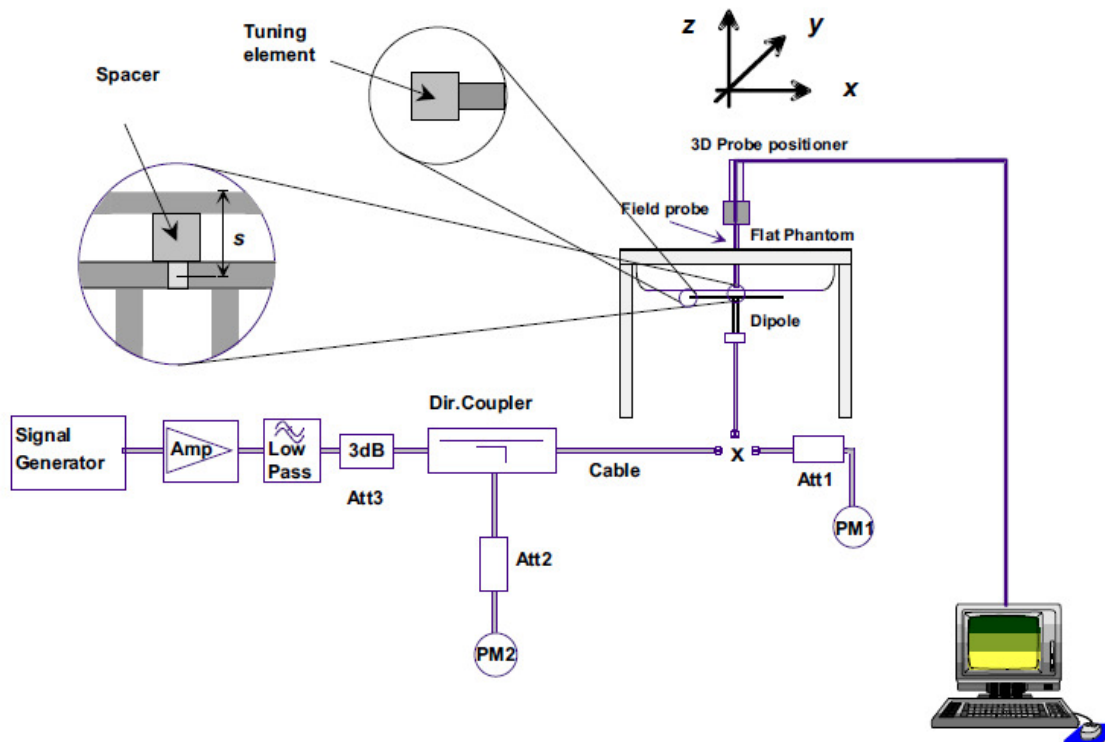 Tuning
element
Spacer
z
y
x
3D Probe positioner
Field probe
Flat Phantom
s
Dipole
Dir.Coupler
Signal
Generator
Amp
Low
Pass
3dB
Att3
Cable
x
Att1
PM1
Att2
PM2